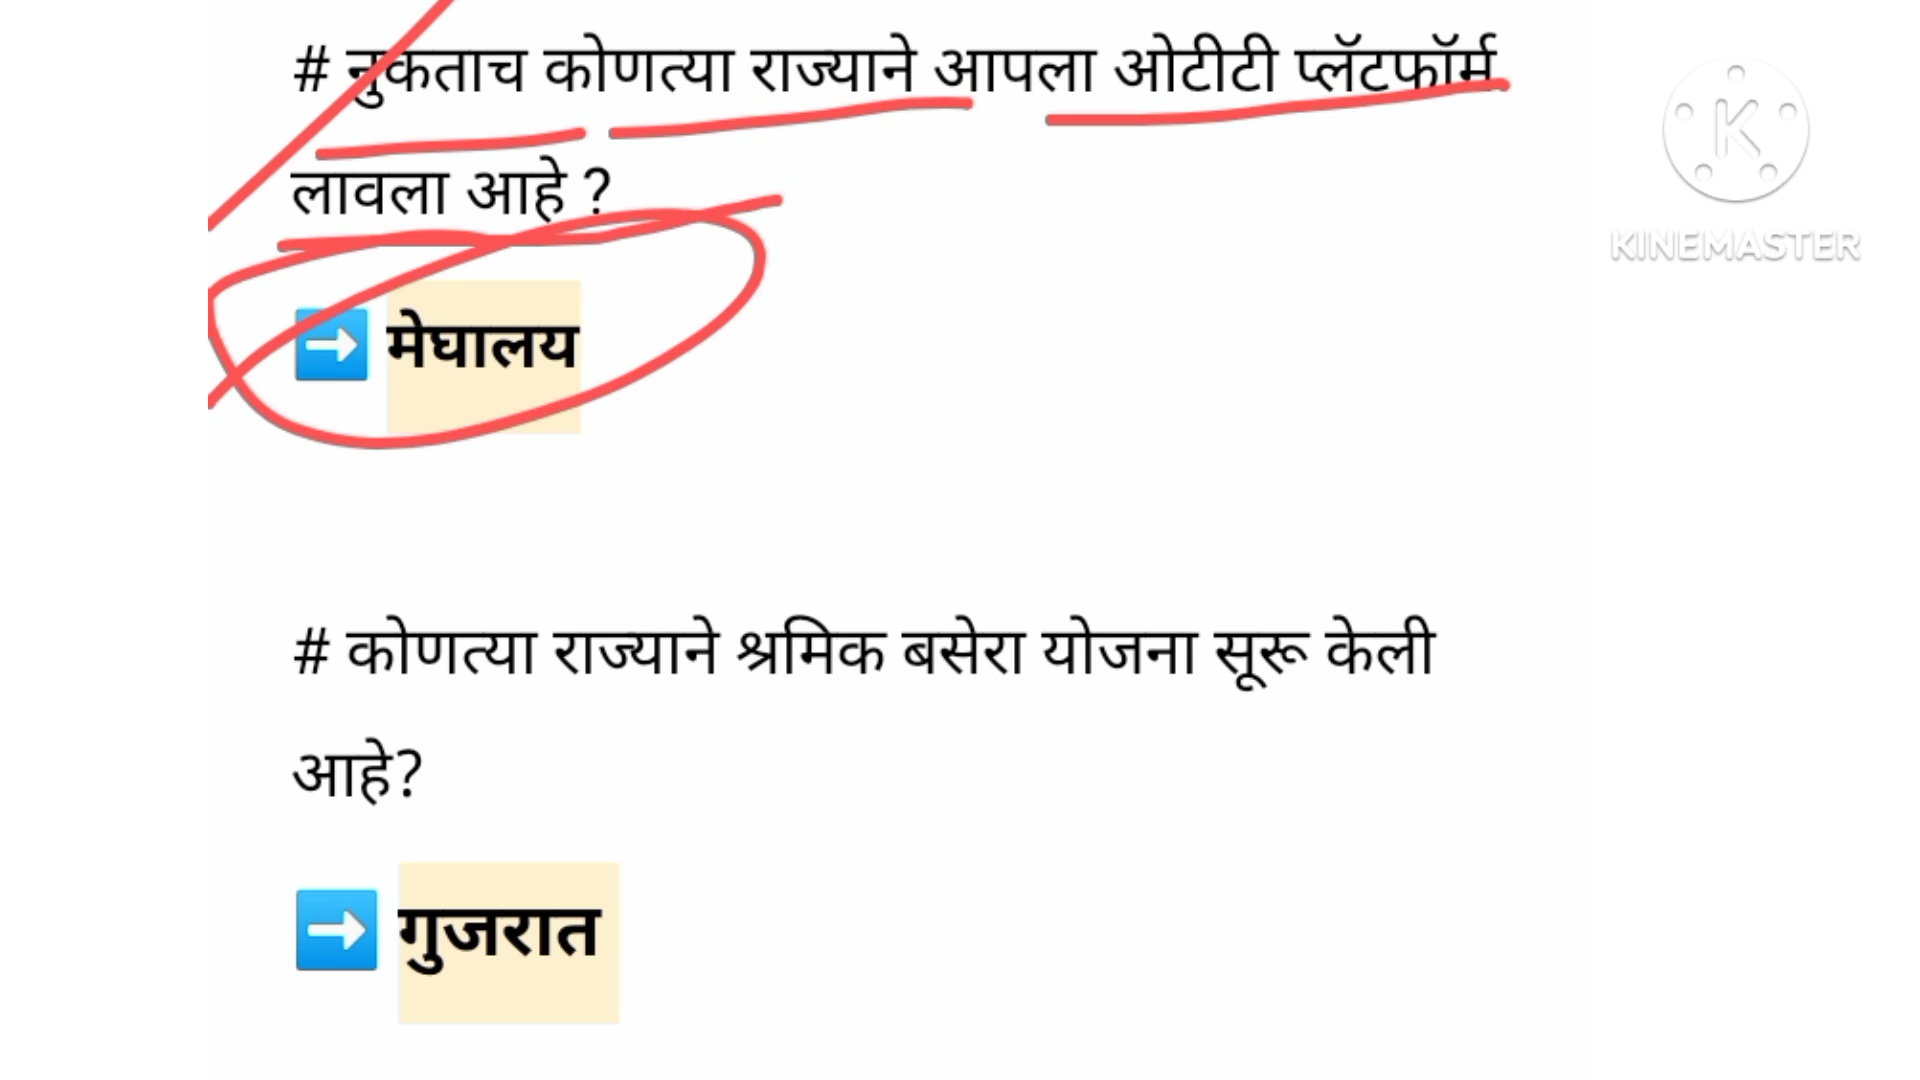 # नुकताच कोणत्या राज्याने आपला ओटीटी प्लॅटफॉर्म
लावला आहे ?
➡️ मेघालय
# कोणत्या राज्याने श्रमिक बसेरा योजना सूरू केली
आहे?
➡️ गुजरात
K
KINEMASTER